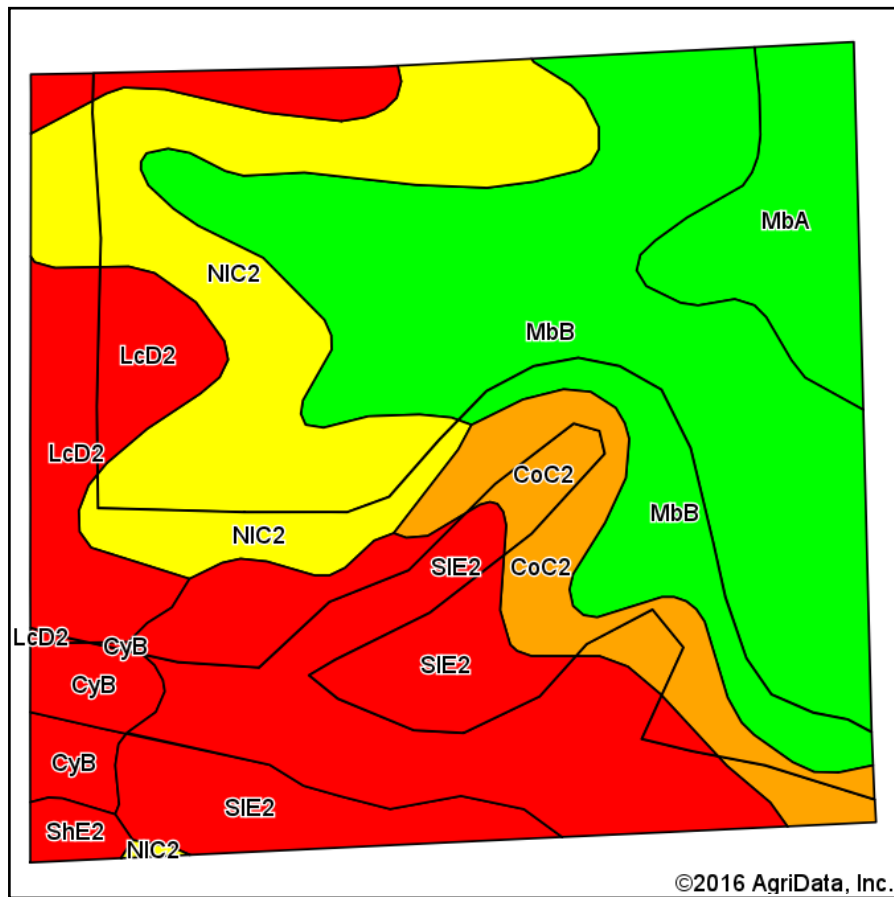 MbA
NIC2
MbB
LcD2
LcD2
CoC2
MbB
NIC2
SIE2
CoC2
LcD2
CyB
SIE2
CyB
CyB
SIE2
ShE2
NIC2
©2016 AgriData, Inc.